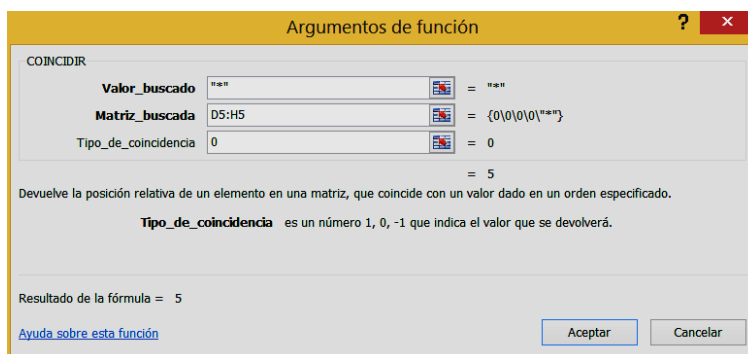 Argumentos de función ? ×
COINCIDIR
Valor_buscado "*" = "*"
Matriz_buscada D5:H5 = {0\0\0\0\"*"}
Tipo_de_coincidencia 0 = 0
= 5
Devuelve la posición relativa de un elemento en una matriz, que coincide con un valor dado en un orden especificado.
Tipo_de_coincidencia es un número 1, 0, -1 que indica el valor que se devolverá.
Resultado de la fórmula = 5
Ayuda sobre esta función Aceptar Cancelar